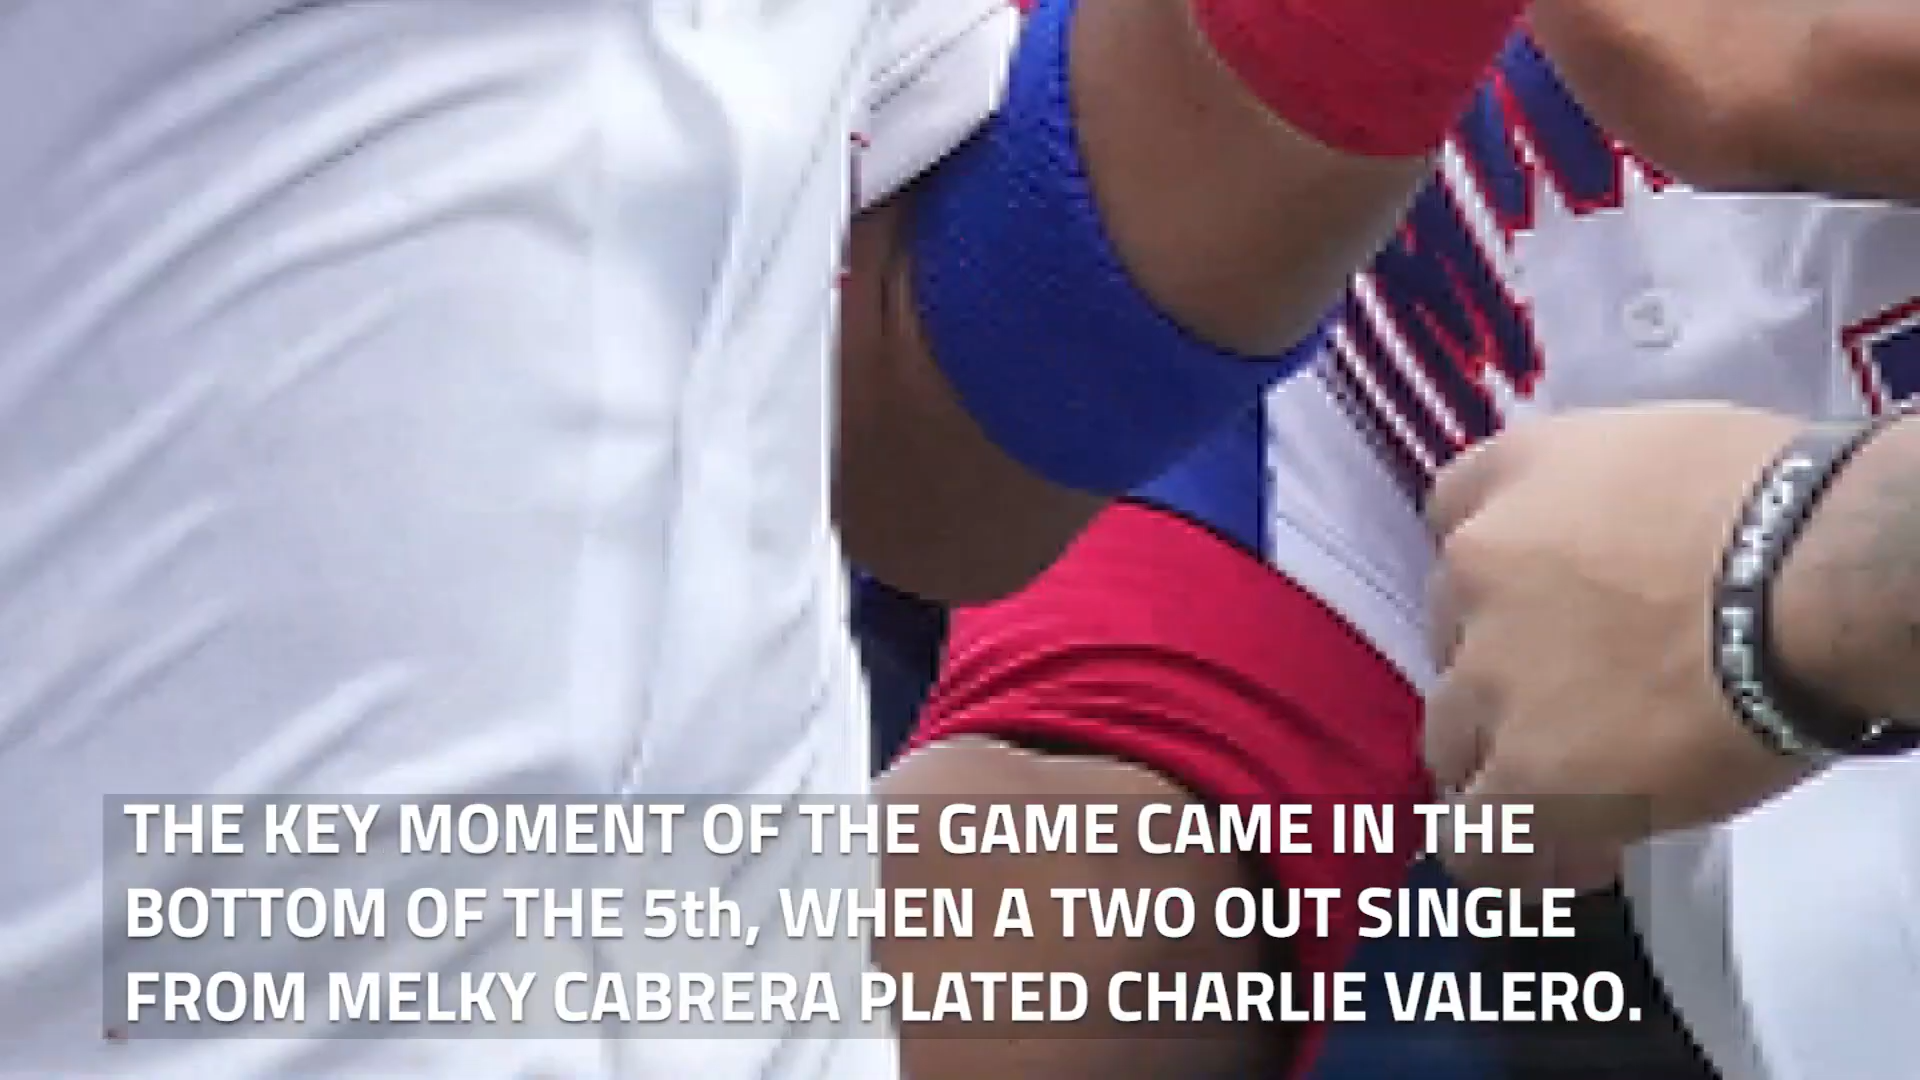 THE KEY MOMENT OF THE GAME CAME IN THE
BOTTOM OF THE 5th, WHEN A TWO OUT SINGLE
FROM MELKY CABRERA PLATED CHARLIE VALERO.